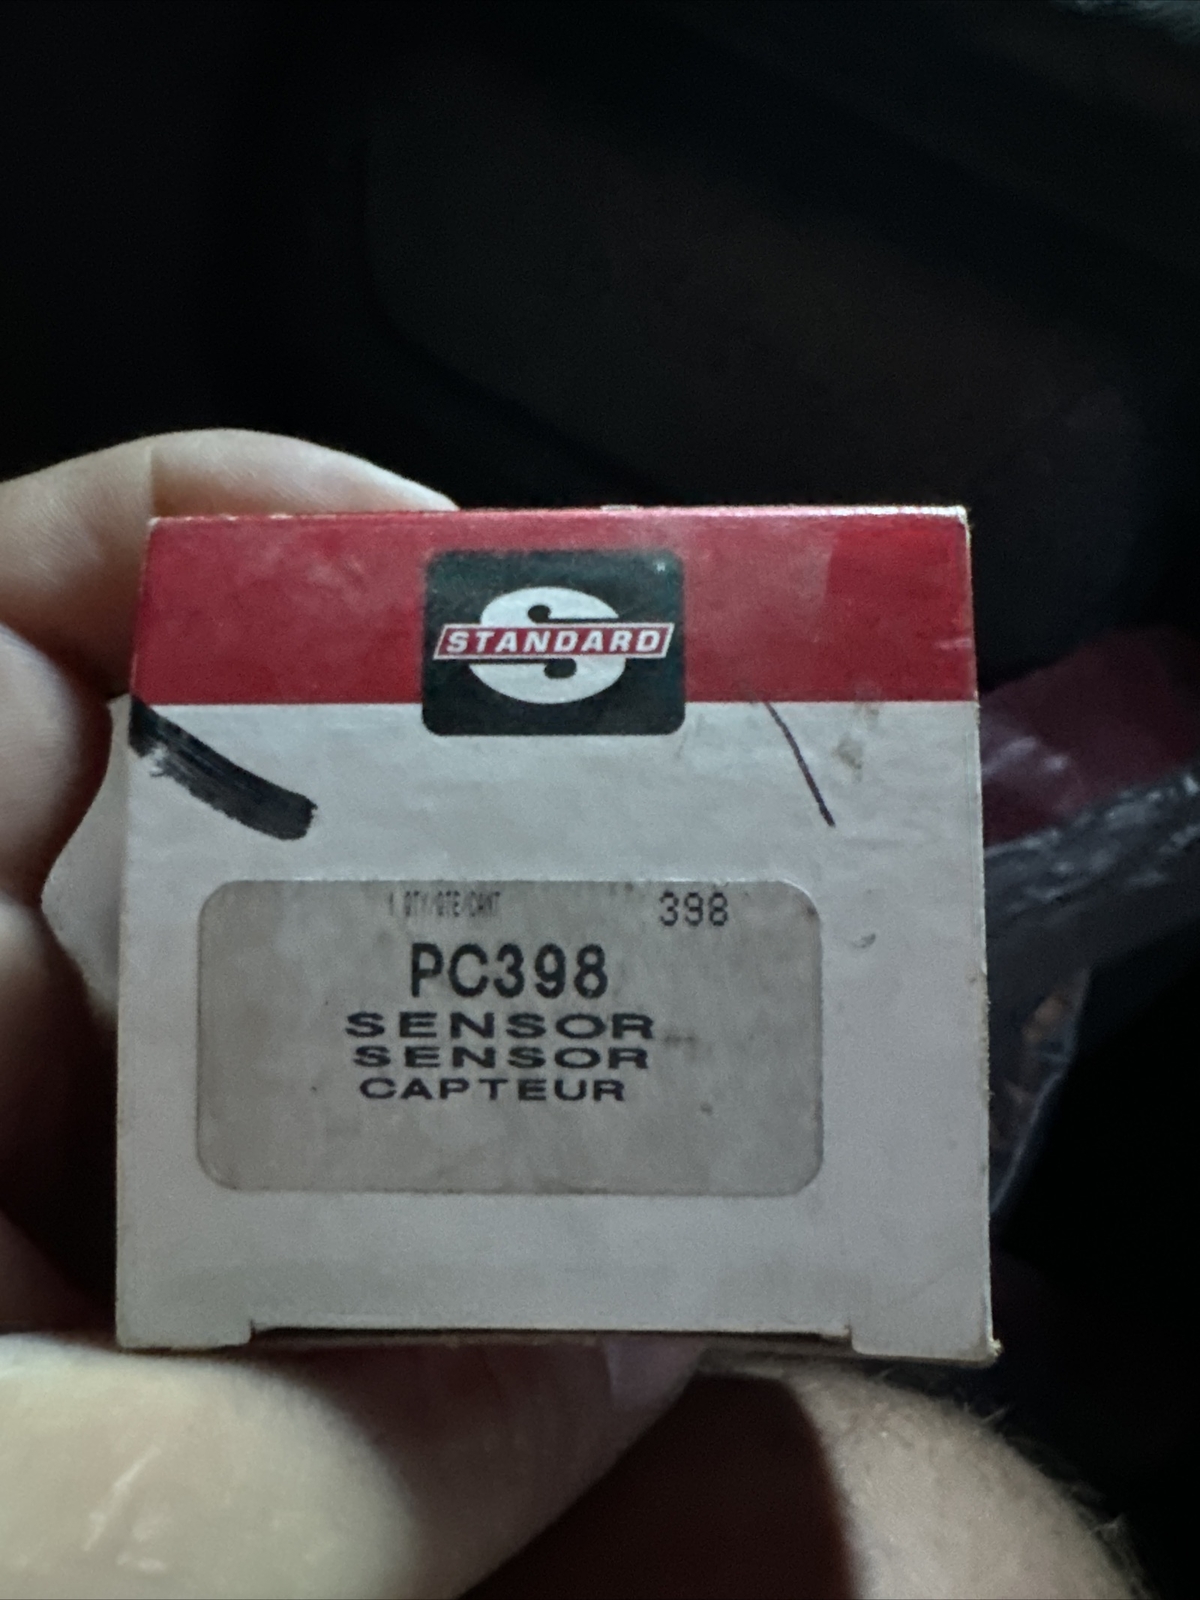 STANDARD
1 QTY/QTE/CANT 398
PC398
SENSOR
SENSOR
CAPTEUR